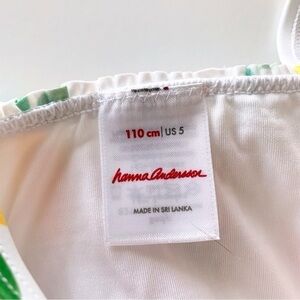 110 cm | US 5
hanna andersson
MADE IN SRI LANKA